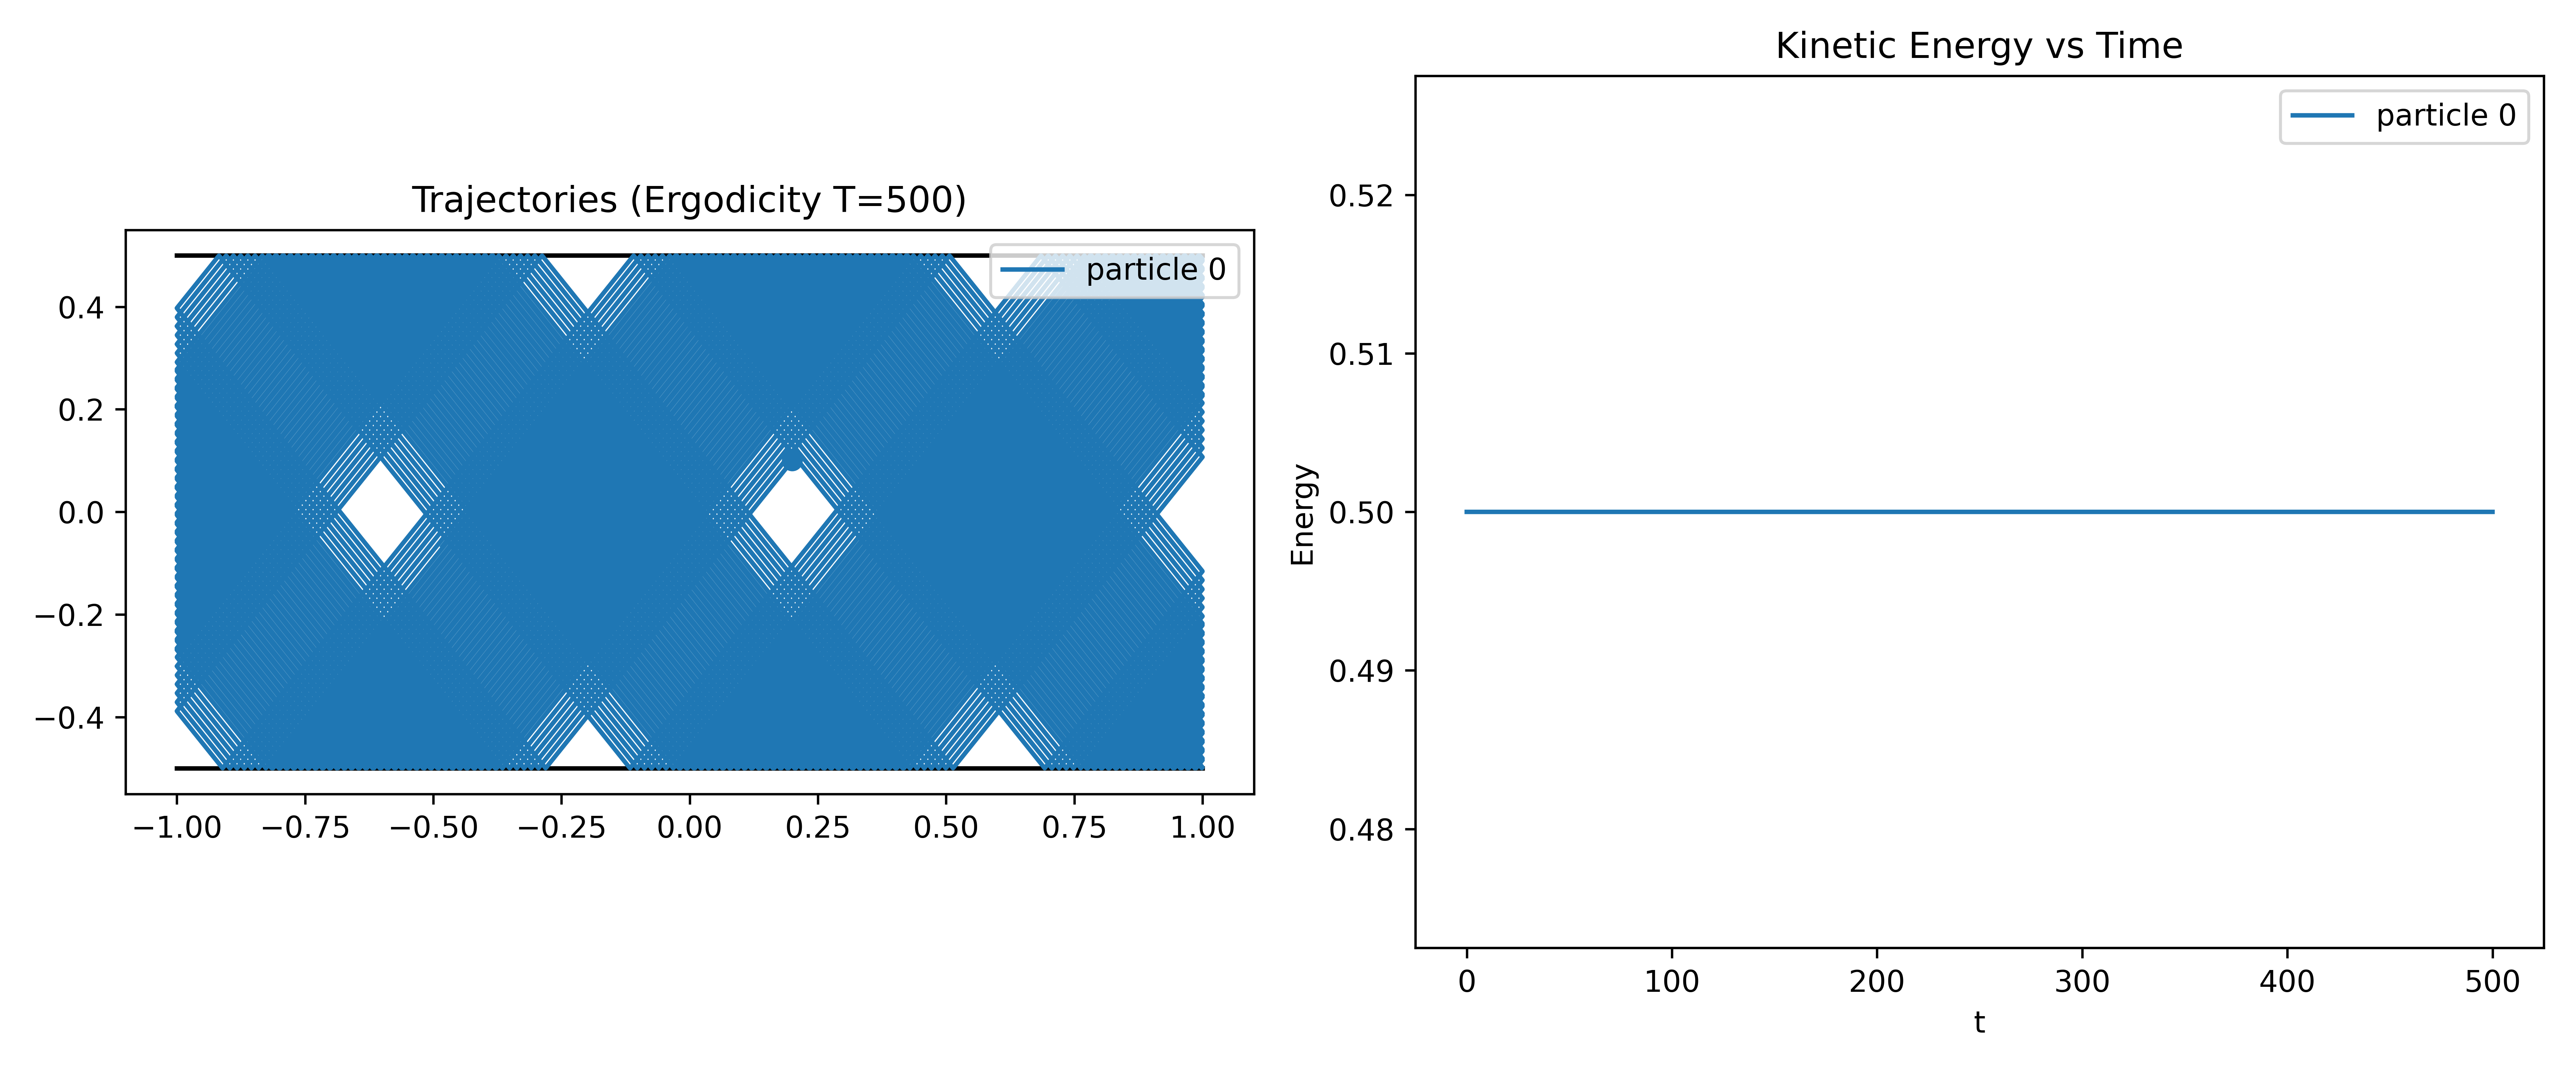 Trajectories (Ergodicity T=500)
particle 0
0.4
0.2
0.0
−0.2
−0.4
−1.00 −0.75 −0.50 −0.25 0.00 0.25 0.50 0.75 1.00
Kinetic Energy vs Time
particle 0
Energy
0.52
0.51
0.50
0.49
0.48
0 100 200 300 400 500
t